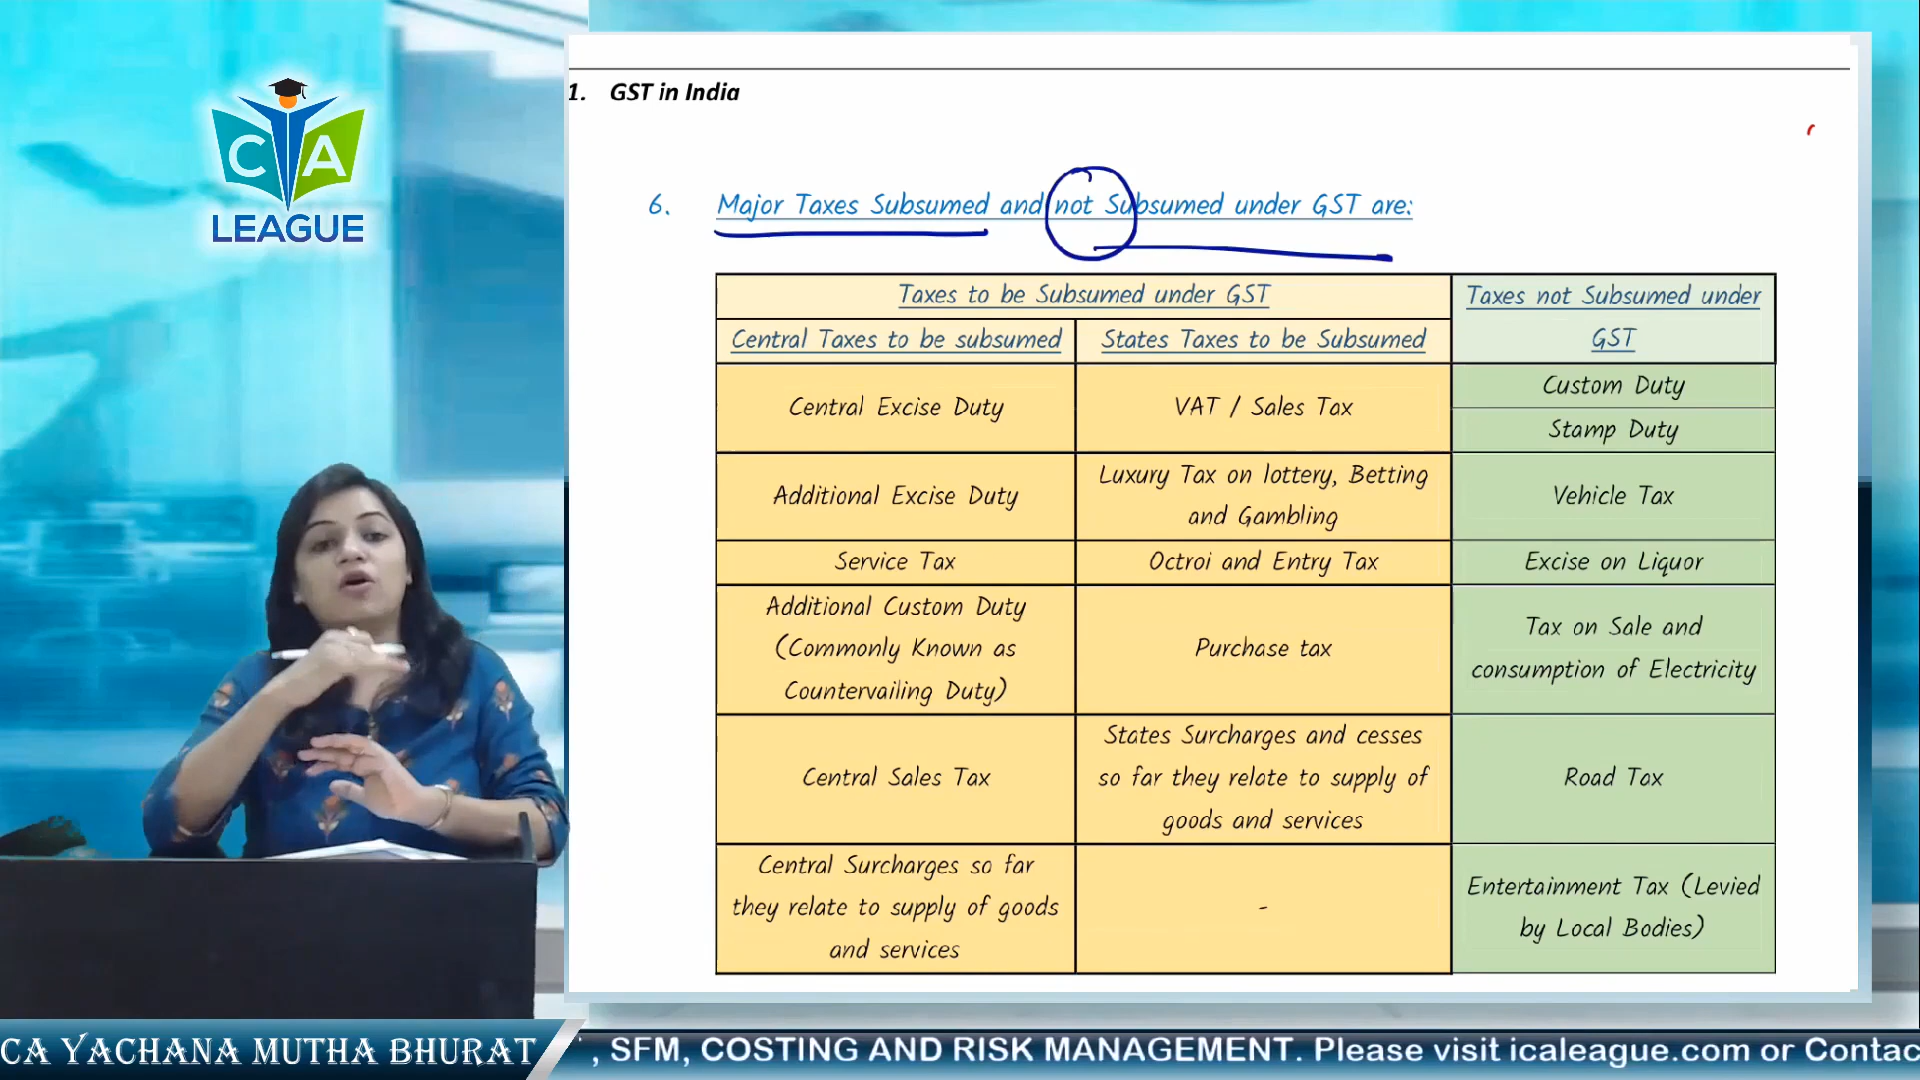 C A
LEAGUE
1. GST in India
6. Major Taxes Subsumed and not Subsumed under GST are:
Taxes to be Subsumed under GST
Taxes not Subsumed under
GST
Central Taxes to be subsumed
States Taxes to be Subsumed
Central Excise Duty
VAT / Sales Tax
Custom Duty
Stamp Duty
Additional Excise Duty
Luxury Tax on lottery, Betting
and Gambling
Vehicle Tax
Service Tax
Octroi and Entry Tax
Excise on Liquor
Additional Custom Duty
(Commonly Known as
Countervailing Duty)
Purchase tax
Tax on Sale and
consumption of Electricity
Central Sales Tax
States Surcharges and cesses
so far they relate to supply of
goods and services
Road Tax
Central Surcharges so far
they relate to supply of goods
and services
-
Entertainment Tax (Levied
by Local Bodies)
CA YACHANA MUTHA BHURAT
, SFM, COSTING AND RISK MANAGEMENT. Please visit icaleague.com or Contac